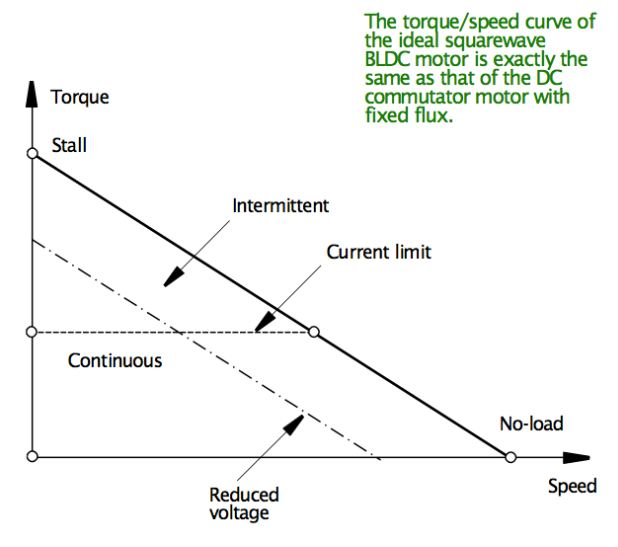 The torque/speed curve of
the ideal squarewave
BLDC motor is exactly the
same as that of the DC
commutator motor with
fixed flux.
Torque
Stall
Intermittent
Current limit
Continuous
No-load
Speed
Reduced
voltage